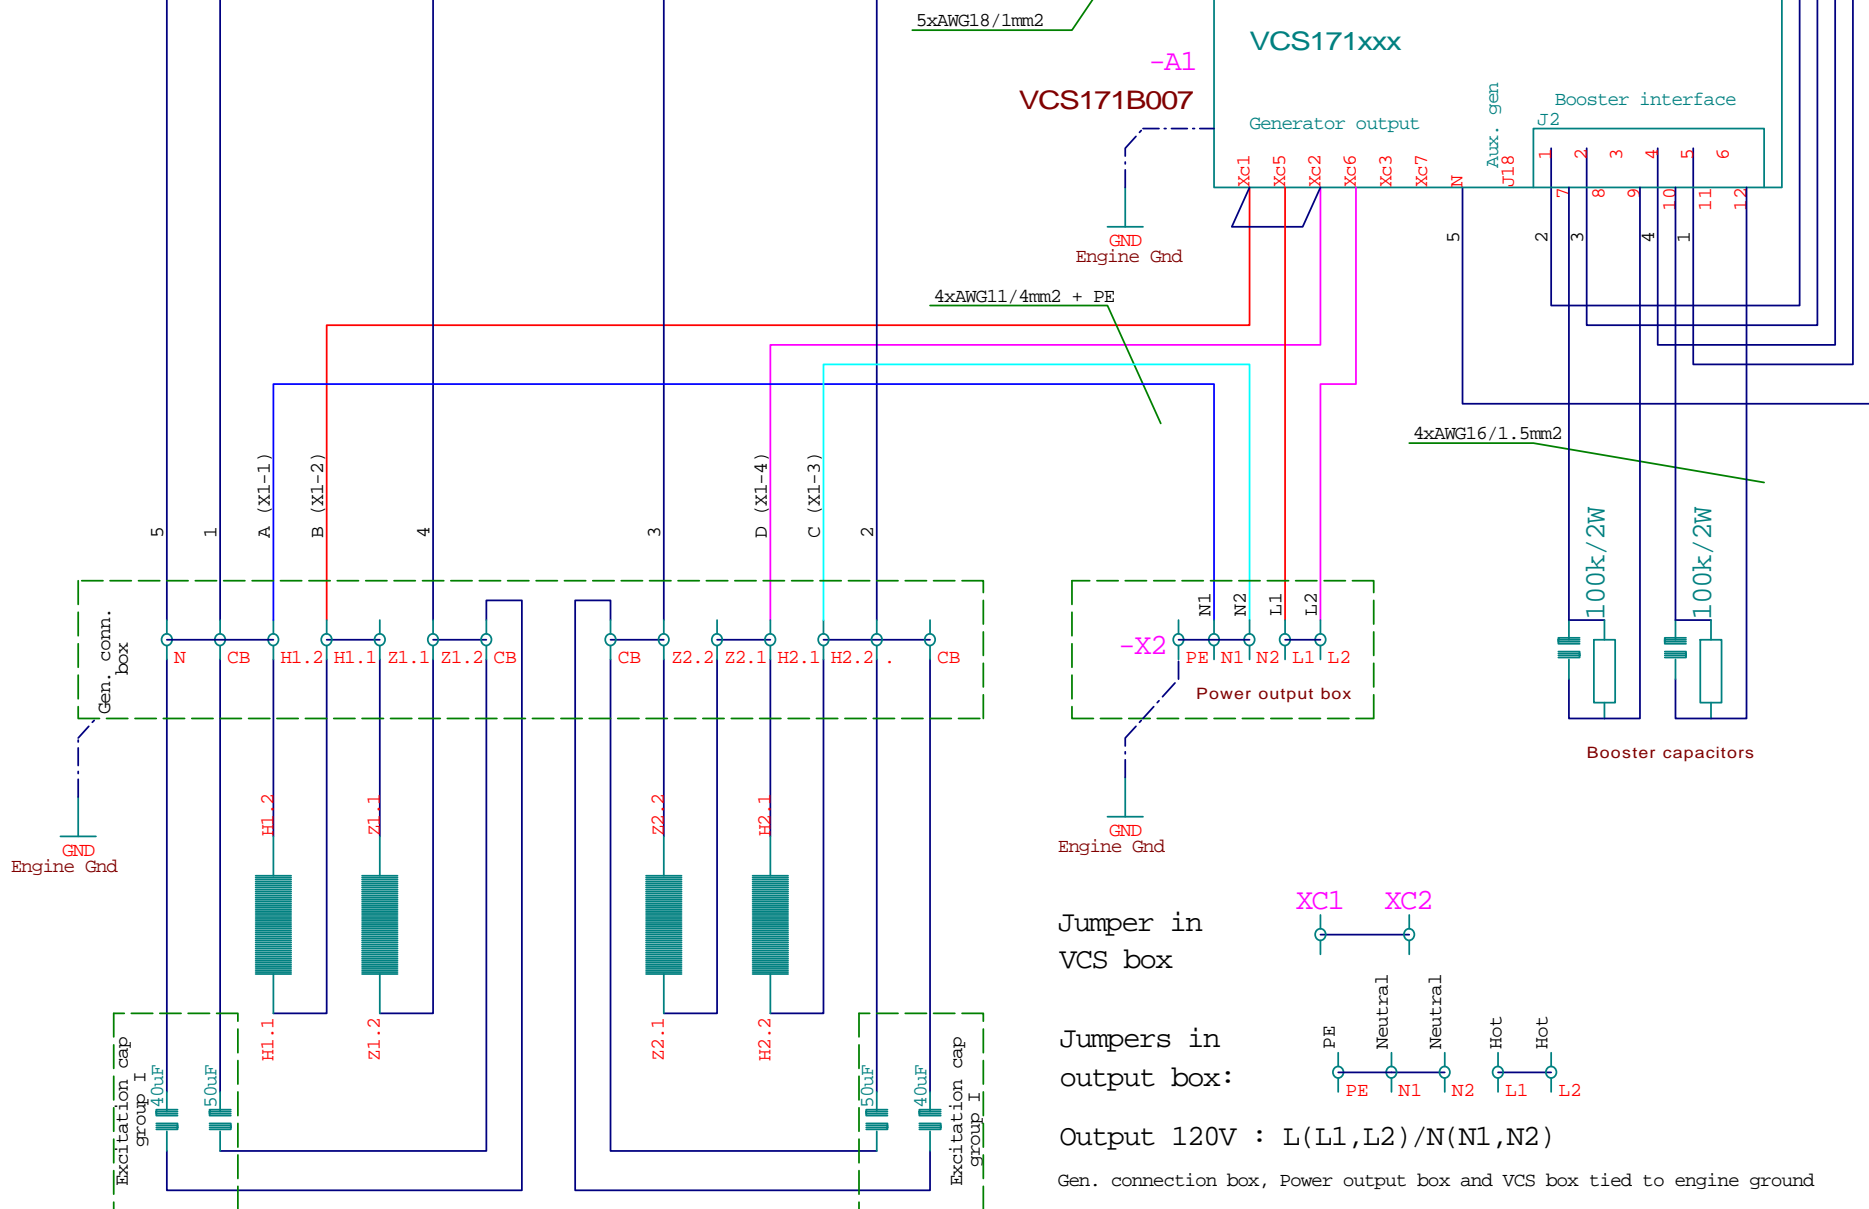 5xAWG18/1mm2
VCS171xxx
-A1
VCS171B007
Generator output
Aux. gen
Booster interface
J2
J18
Xc1 Xc5 Xc2 Xc6 Xc3 Xc7 N
1 2 3 4 5 6
7 8 9 10 11 12
5 2 3 4 1
GND
Engine Gnd
4xAWG11/4mm2 + PE
4xAWG16/1.5mm2
5 1 A (X1-1) B (X1-2) 4 3 D (X1-4) C (X1-3) 2
100k/2W 100k/2W
Gen. conn.
box
N CB H1.2 H1.1 Z1.1 Z1.2 CB
CB Z2.2 Z2.1 H2.1 H2.2 . CB
N1 N2 L1 L2
-X2
PE N1 N2 L1 L2
Power output box
Booster capacitors
GND
Engine Gnd
H1.2 Z1.1 Z2.2 H2.1
GND
Engine Gnd
H1.1 Z1.2 Z2.1 H2.2
Excitation cap
group I
40uF 50uF
50uF 40uF
Excitation cap
group I
Jumper in
VCS box
XC1 XC2
Jumpers in
output box:
PE Neutral Neutral Hot Hot
PE N1 N2 L1 L2
Output 120V : L(L1,L2)/N(N1,N2)
Gen. connection box, Power output box and VCS box tied to engine ground